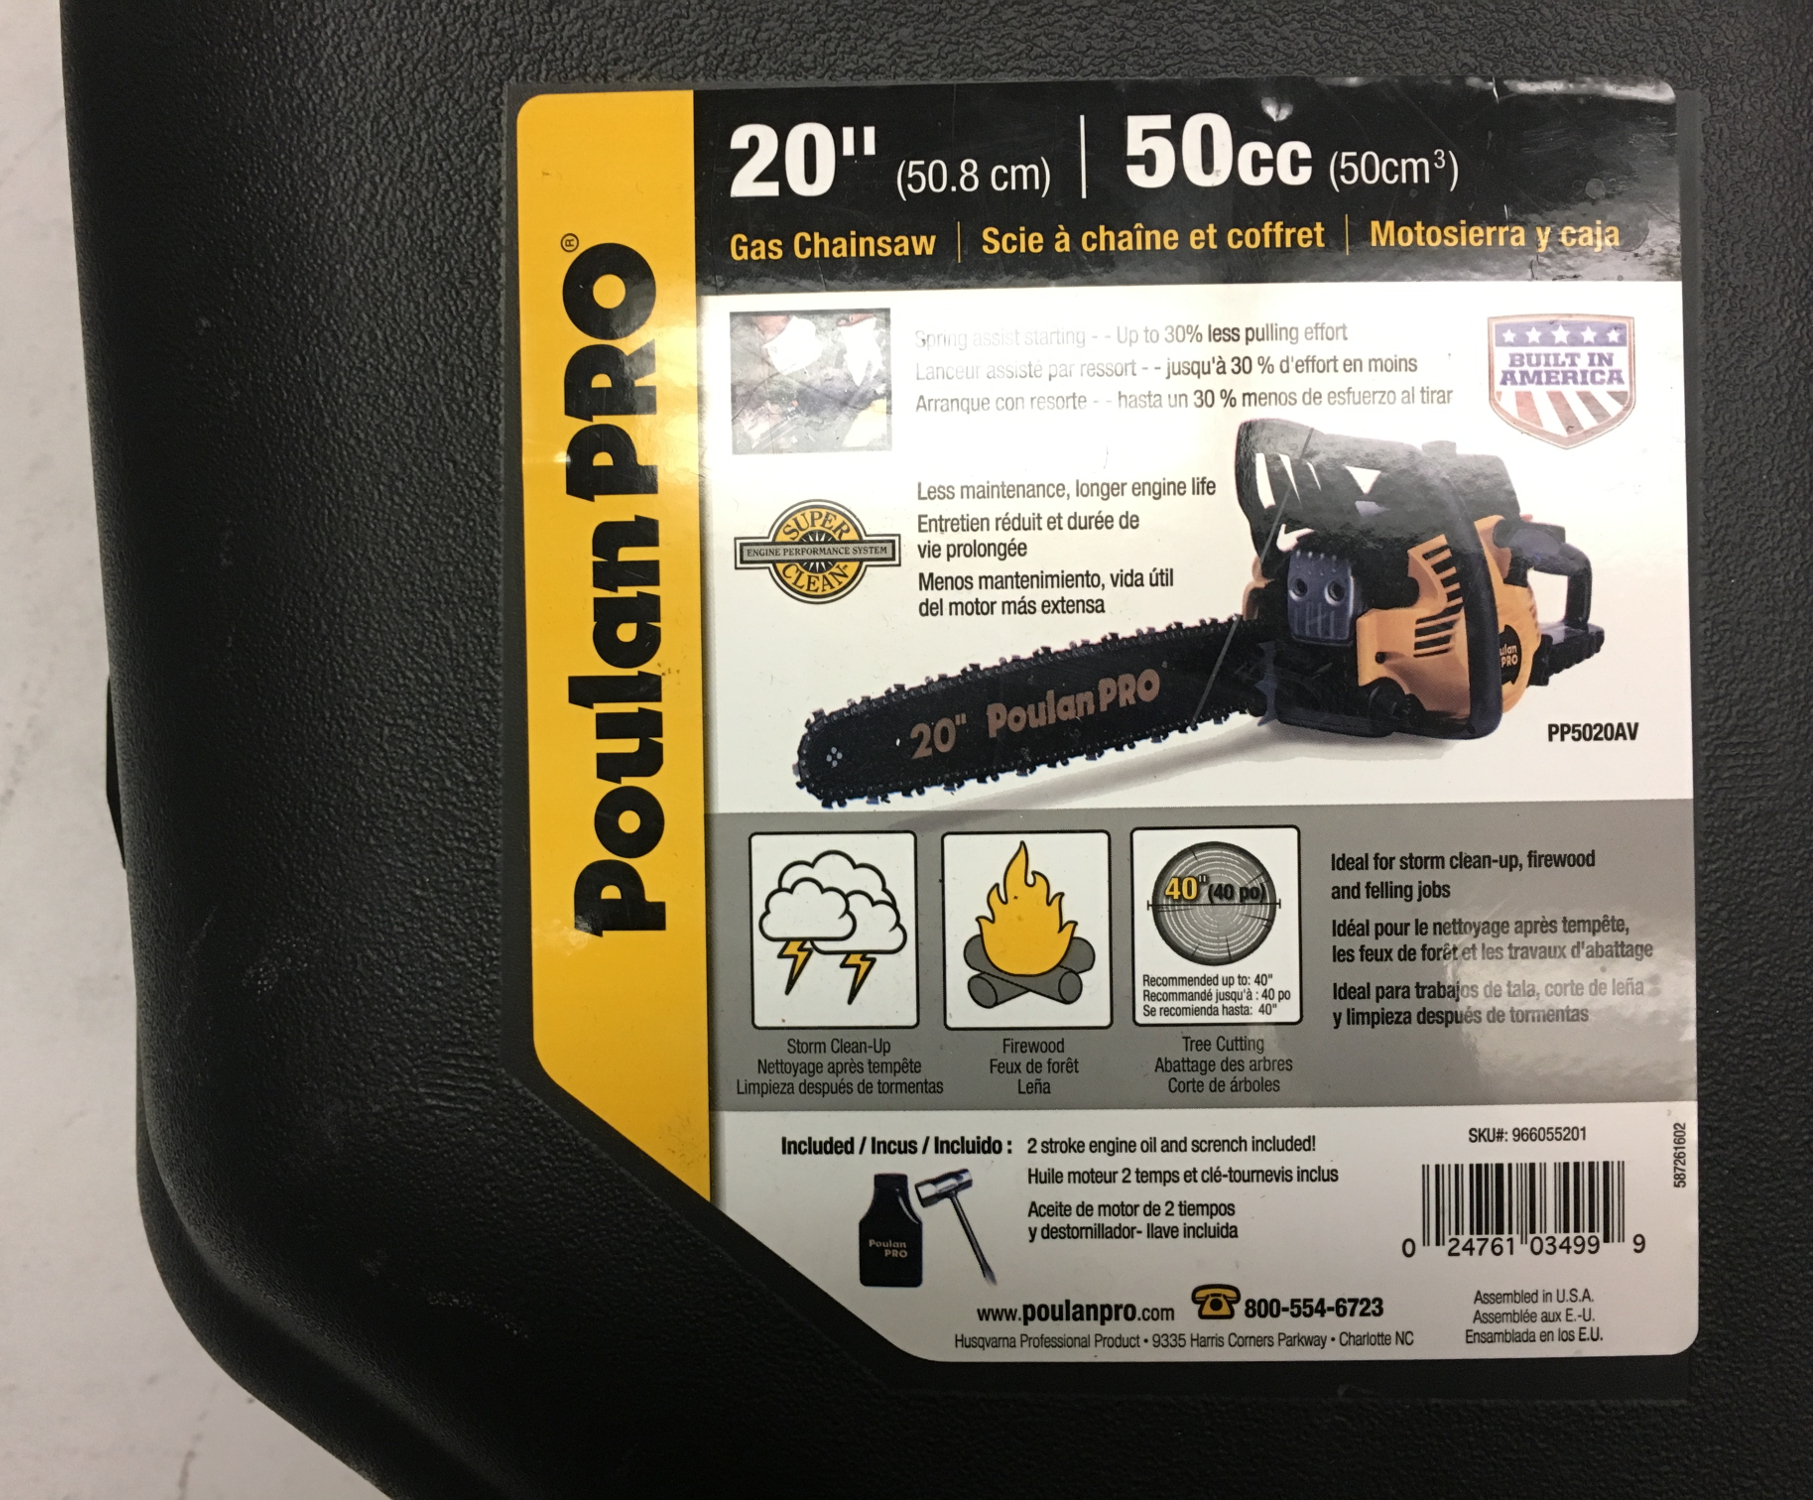 Poulan PRO®
20" (50.8 cm) | 50cc (50cm³)
Gas Chainsaw | Scie à chaîne et coffret | Motosierra y caja
Spring assist starting - - Up to 30% less pulling effort
Lanceur assisté par ressort - - jusqu'à 30 % d'effort en moins
Arranque con resorte - - hasta un 30 % menos de esfuerzo al tirar
BUILT IN
AMERICA
SUPER
ENGINE PERFORMANCE SYSTEM
CLEAN
Less maintenance, longer engine life
Entretien réduit et durée de
vie prolongée
Menos mantenimiento, vida útil
del motor más extensa
20" Poulan PRO
ulan
PRO
PP5020AV
40" (40 po)
Recommended up to: 40"
Recommandé jusqu'à : 40 po
Se recomienda hasta: 40"
Storm Clean-Up
Nettoyage après tempête
Limpieza después de tormentas
Firewood
Feux de forêt
Leña
Tree Cutting
Abattage des arbres
Corte de árboles
Ideal for storm clean-up, firewood
and felling jobs
Idéal pour le nettoyage après tempête,
les feux de forêt et les travaux d'abattage
Ideal para trabajos de tala, corte de leña
y limpieza después de tormentas
Included / Incus / Incluido : 2 stroke engine oil and scrench included!
Huile moteur 2 temps et clé-tournevis inclus
Aceite de motor de 2 tiempos
y destornillador- llave incluida
Poulan
PRO
SKU#: 966055201
587261602
0 24761 03499 9
www.poulanpro.com 800-554-6723
Husqvarna Professional Product • 9335 Harris Corners Parkway • Charlotte NC
Assembled in U.S.A.
Assemblée aux E.-U.
Ensamblada en los E.U.